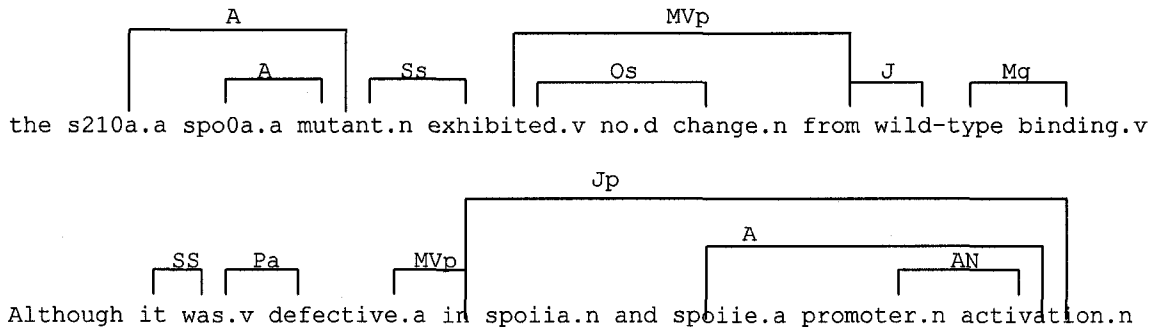 A MVp
A Ss Os J Mg
the s210a.a spo0a.a mutant.n exhibited.v no.d change.n from wild-type binding.v
Jp
A
SS Pa MVp AN
Although it was.v defective.a in spoiia.n and spoiie.a promoter.n activation.n